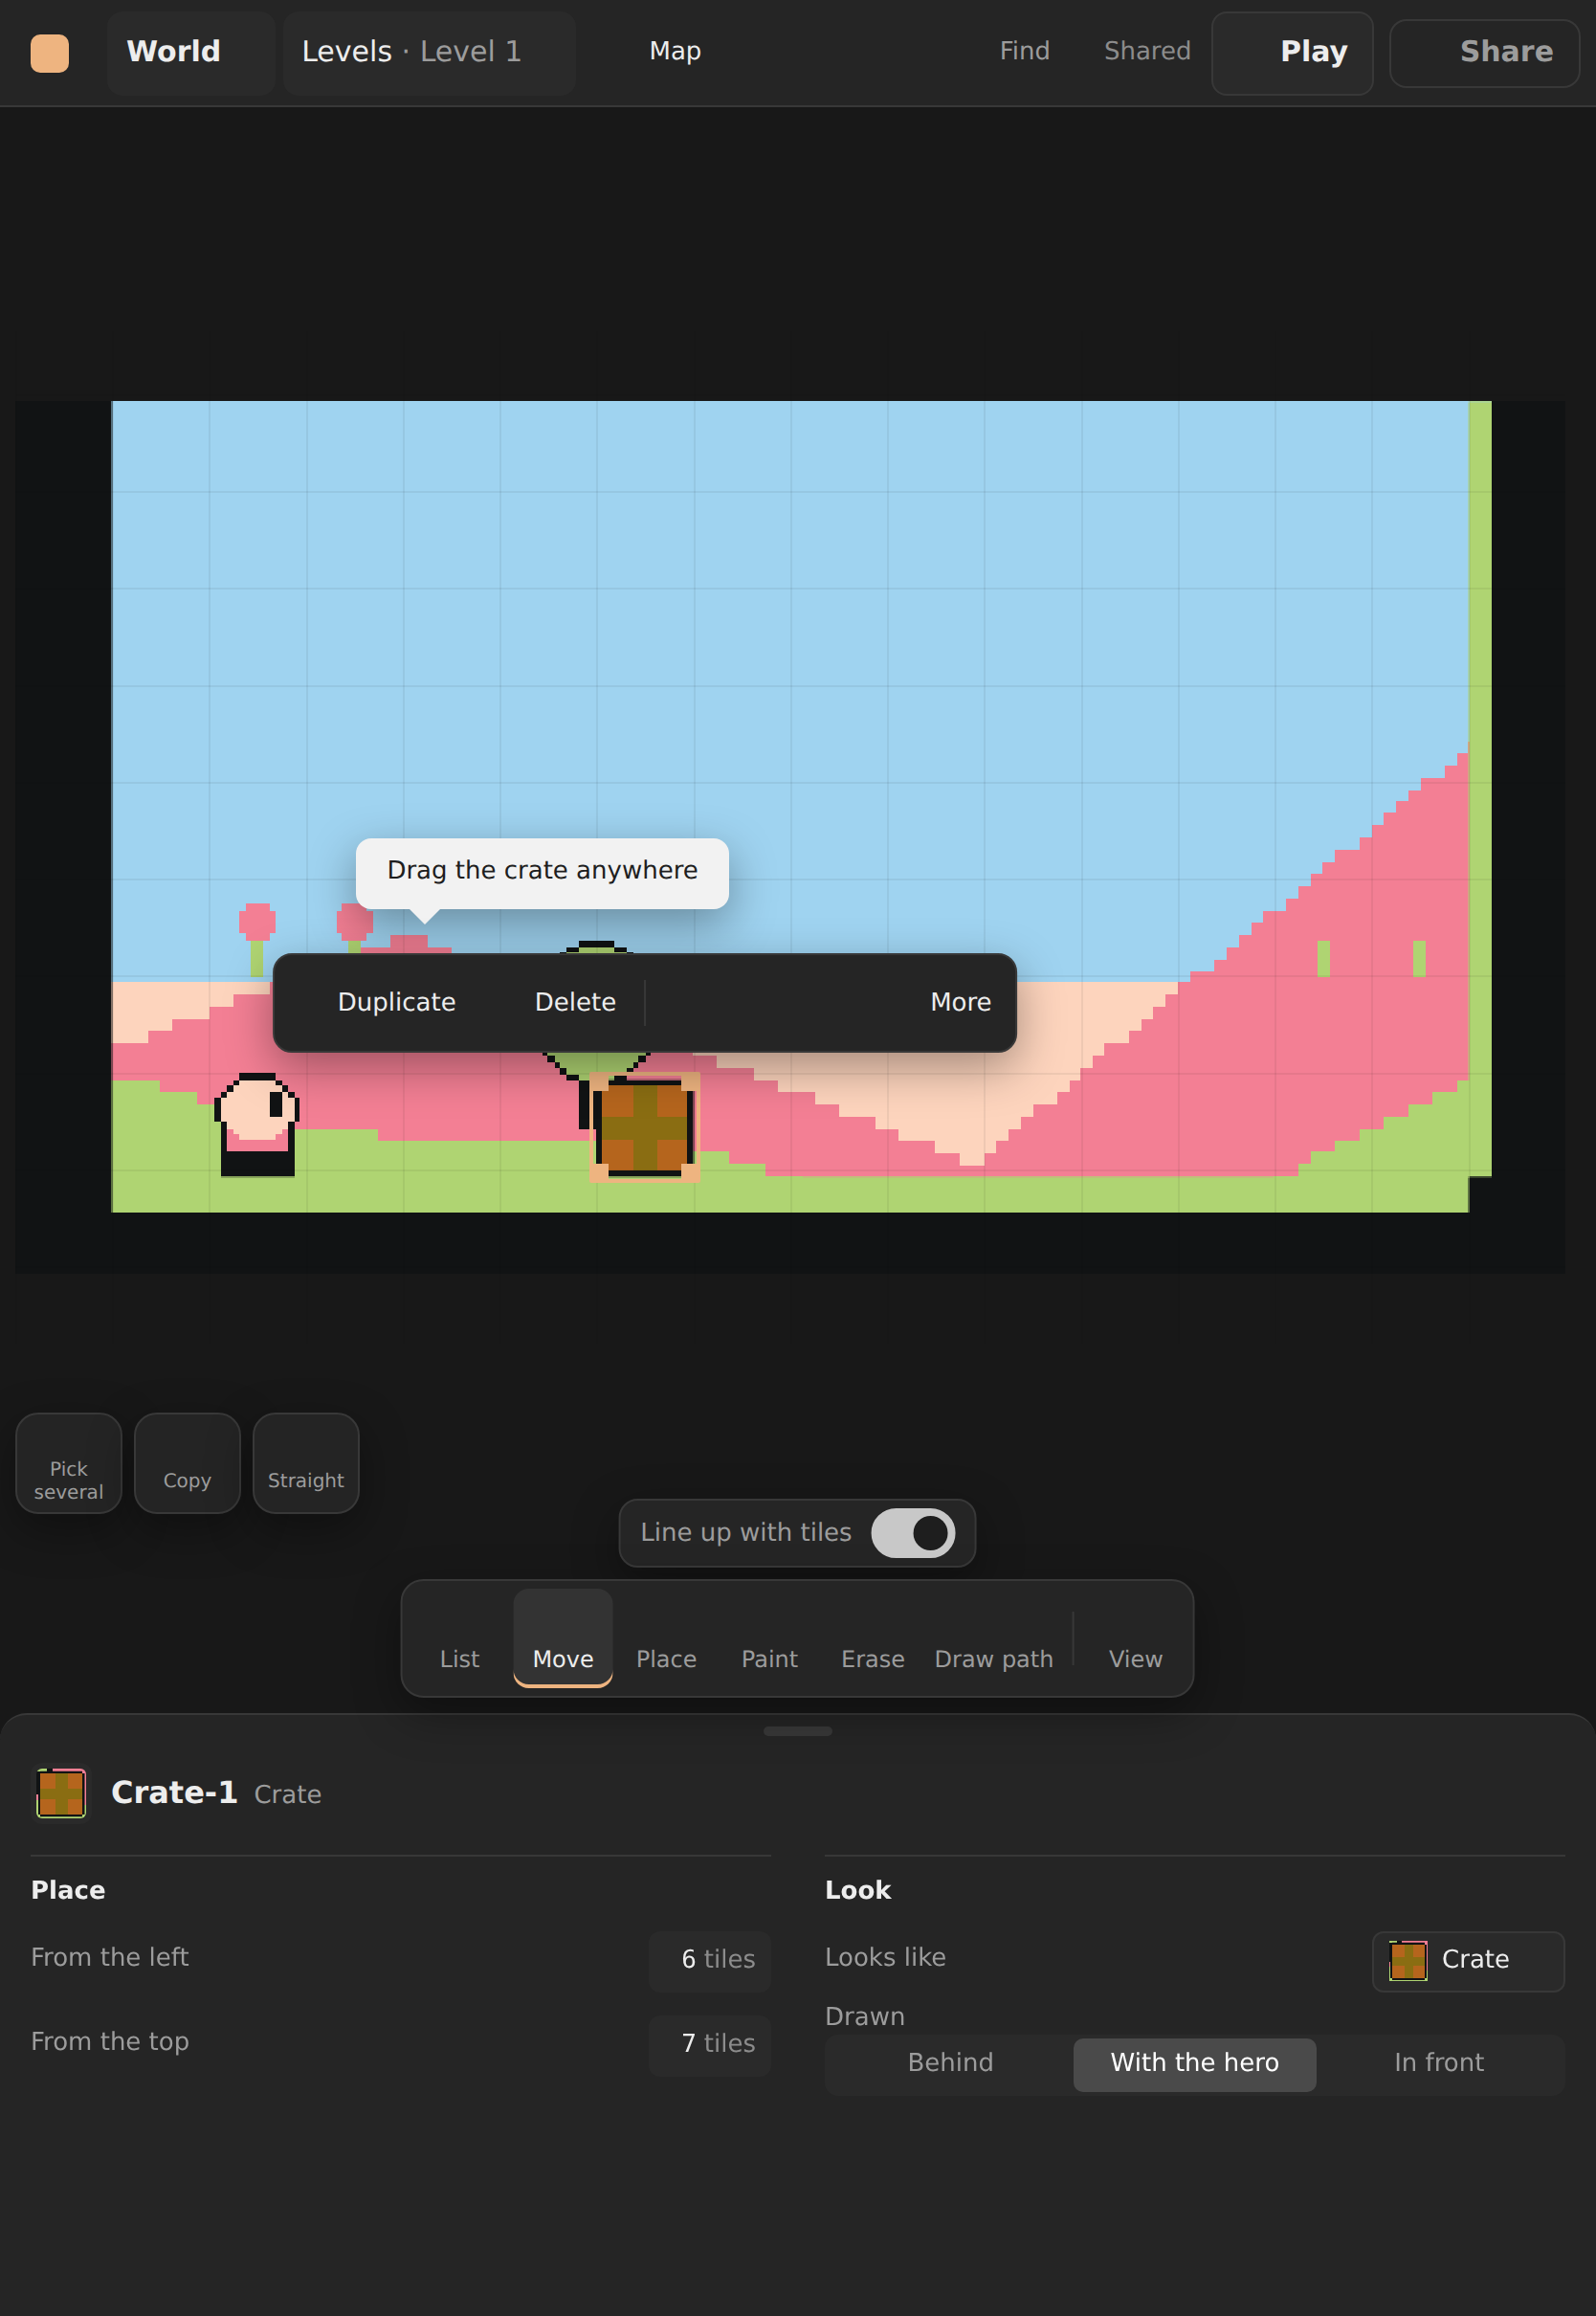 World
Levels · Level 1
Map
Find
Shared
Play
Share
Drag the crate anywhere
Duplicate
Delete
More
Pick
several
Copy
Straight
Line up with tiles
List
Move
Place
Paint
Erase
Draw path
View
Crate-1 Crate
Place
From the left
6 tiles
From the top
7 tiles
Look
Looks like
Crate
Drawn
Behind
With the hero
In front